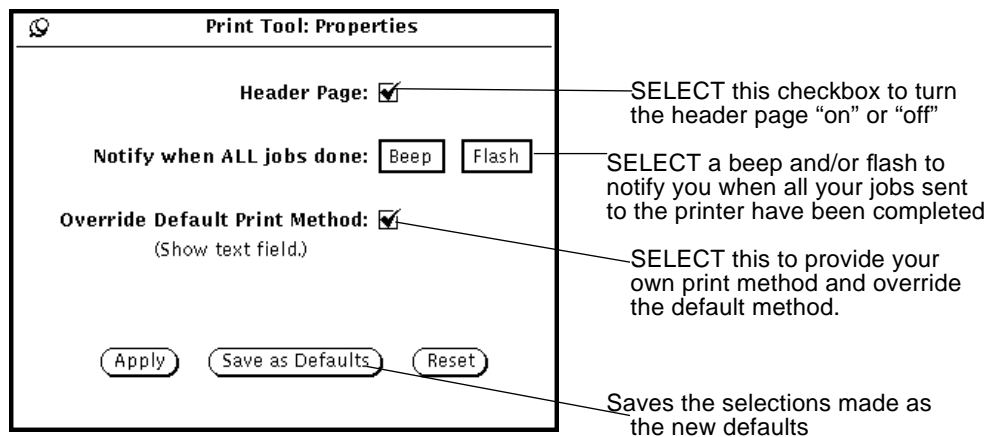 Print Tool: Properties
Header Page:
SELECT this checkbox to turn
the header page “on” or “off”
Notify when ALL jobs done: Beep Flash
SELECT a beep and/or flash to
notify you when all your jobs sent
to the printer have been completed
Override Default Print Method:
(Show text field.)
SELECT this to provide your
own print method and override
the default method.
Apply Save as Defaults Reset
Saves the selections made as
the new defaults